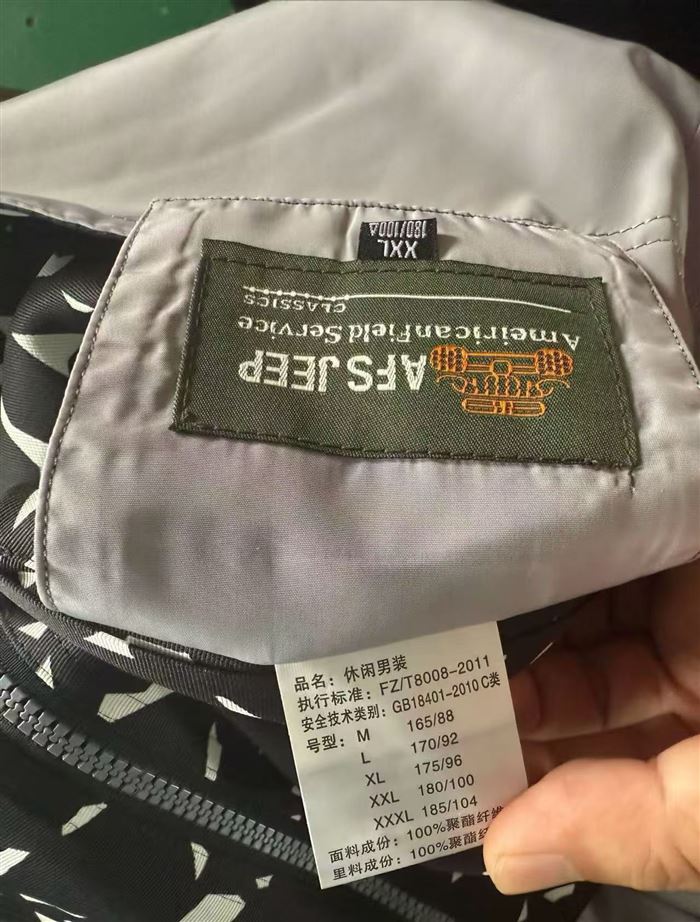 XXL
180/100A
AFS JEEP
AmeiricanField Service
CLASSICS
品名：休闲男装
执行标准：FZ/T8008-2011
安全技术类别：GB18401-2010 C类
号型：M 165/88
L 170/92
XL 175/96
XXL 180/100
XXXL 185/104
面料成份：100%聚酯纤维
里料成份：100%聚酯